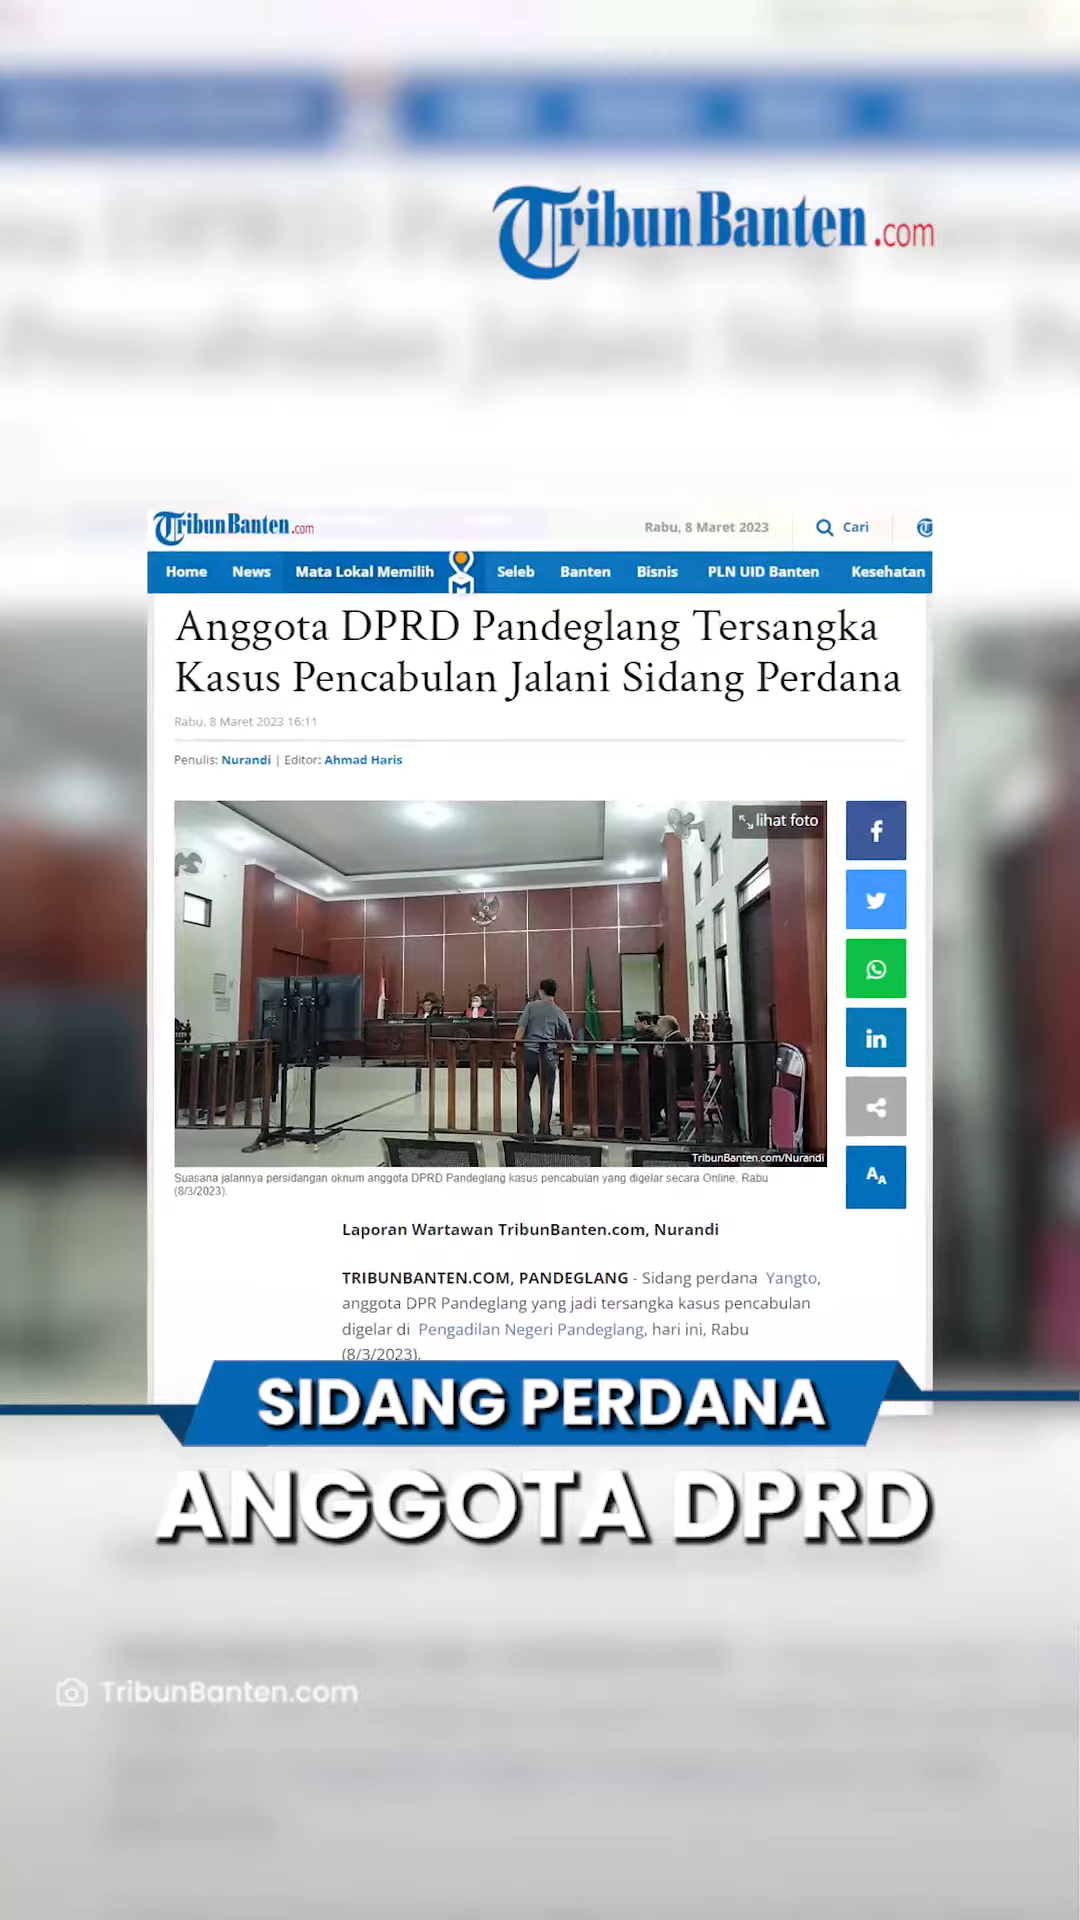 TribunBanten.com
TribunBanten.com
Rabu, 8 Maret 2023
Cari
Home News Mata Lokal Memilih Seleb Banten Bisnis PLN UID Banten Kesehatan
Anggota DPRD Pandeglang Tersangka
Kasus Pencabulan Jalani Sidang Perdana
Rabu, 8 Maret 2023 16:11
Penulis: Nurandi | Editor: Ahmad Haris
lihat foto
TribunBanten.com/Nurandi
Suasana jalannya persidangan oknum anggota DPRD Pandeglang kasus pencabulan yang digelar secara Online, Rabu
(8/3/2023).
Laporan Wartawan TribunBanten.com, Nurandi
TRIBUNBANTEN.COM, PANDEGLANG - Sidang perdana Yangto,
anggota DPR Pandeglang yang jadi tersangka kasus pencabulan
digelar di Pengadilan Negeri Pandeglang, hari ini, Rabu
(8/3/2023).
SIDANG PERDANA
ANGGOTA DPRD
TribunBanten.com